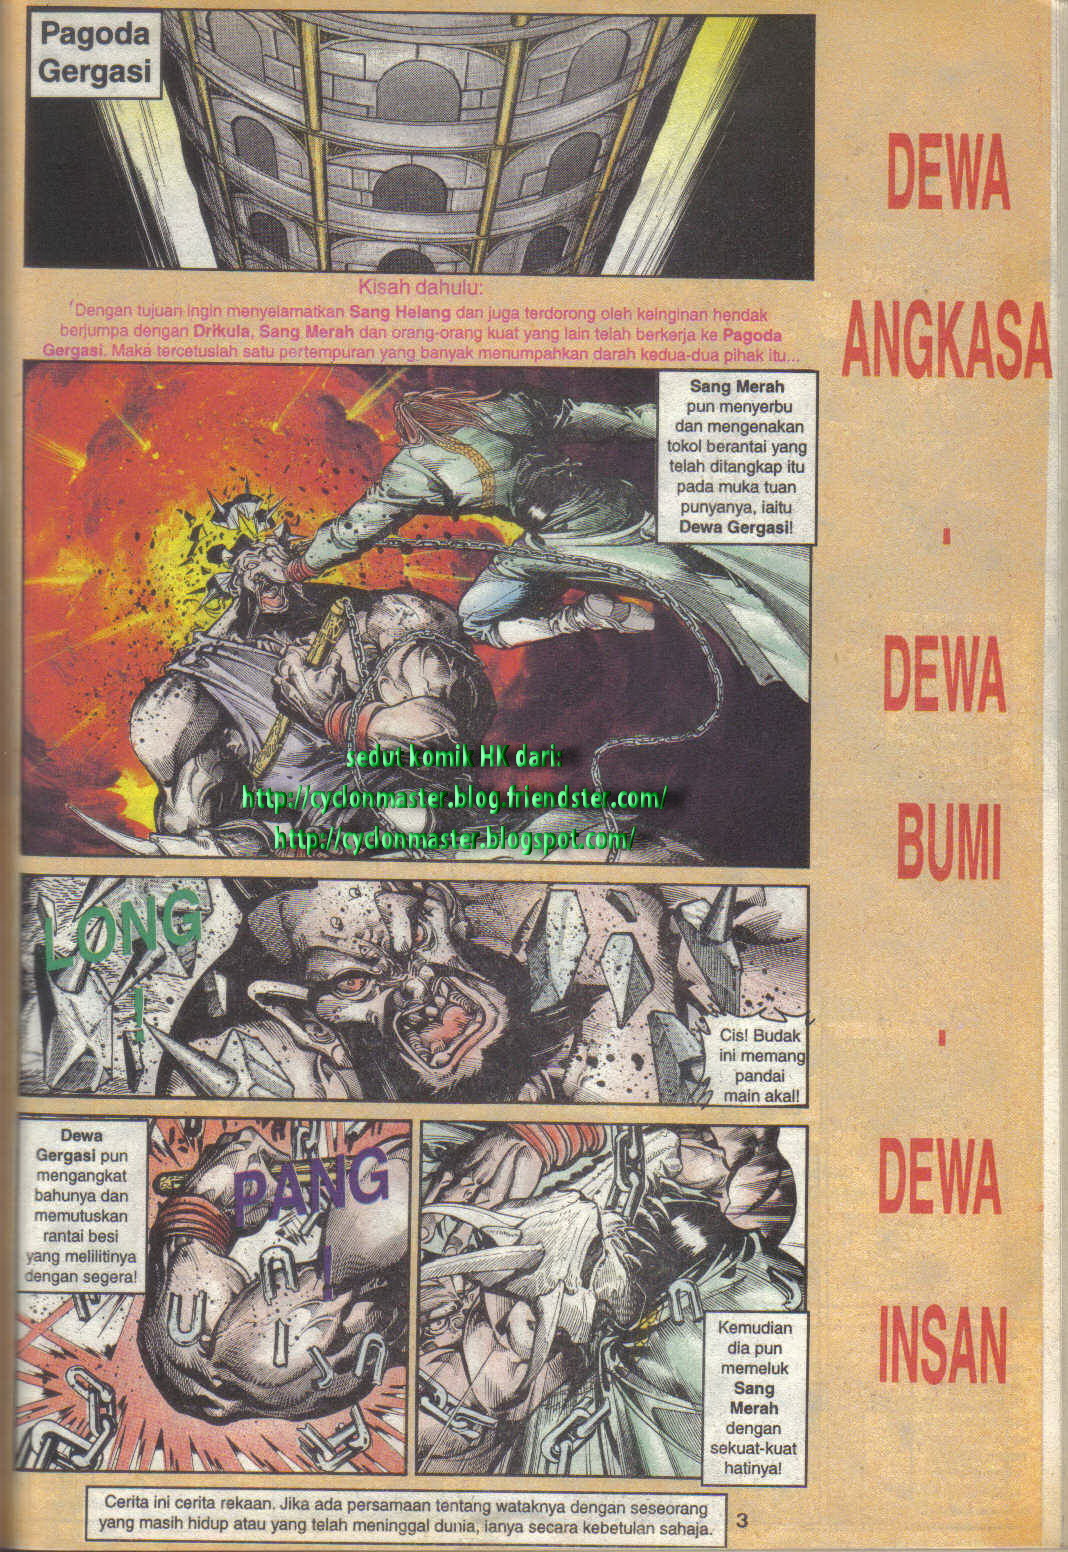 Pagoda
Gergasi
Kisah dahulu:
'Dengan tujuan ingin menyelamatkan Sang Helang dan juga terdorong oleh keinginan hendak
berjumpa dengan Drikula, Sang Merah dan orang-orang kuat yang lain telah berkerja ke Pagoda
Gergasi. Maka tercetuslah satu pertempuran yang banyak menumpahkan darah kedua-dua pihak itu...
Sang Merah
pun menyerbu
dan mengenakan
tokol berantai yang
telah ditangkap itu
pada muka tuan
punyanya, iaitu
Dewa Gergasi!
sedut komik HK dari:
http://cyclonmaster.blog.friendster.com/
http://cyclonmaster.blogspot.com/
LONG
!
Cis! Budak
ini memang
pandai
main akal!
Dewa
Gergasi pun
mengangkat
bahunya dan
memutuskan
rantai besi
yang melilitinya
dengan segera!
PANG
!
Kemudian
dia pun
memeluk
Sang
Merah
dengan
sekuat-kuat
hatinya!
Cerita ini cerita rekaan. Jika ada persamaan tentang wataknya dengan seseorang
yang masih hidup atau yang telah meninggal dunia, ianya secara kebetulan sahaja.
3
DEWA
ANGKASA
·
DEWA
BUMI
·
DEWA
INSAN